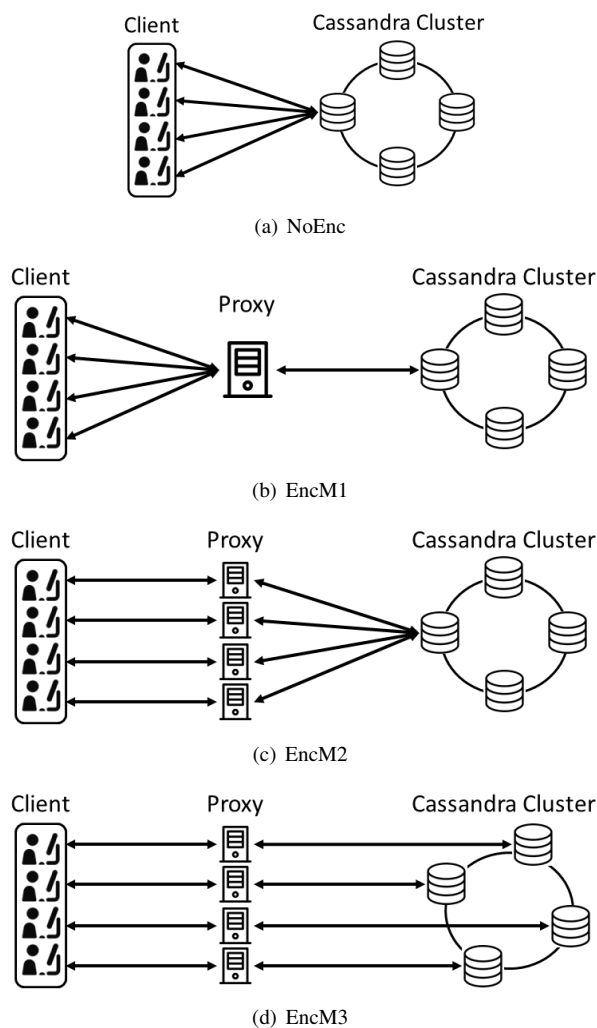 Client Cassandra Cluster
(a) NoEnc
Client Proxy Cassandra Cluster
(b) EncM1
Client Proxy Cassandra Cluster
(c) EncM2
Client Proxy Cassandra Cluster
(d) EncM3